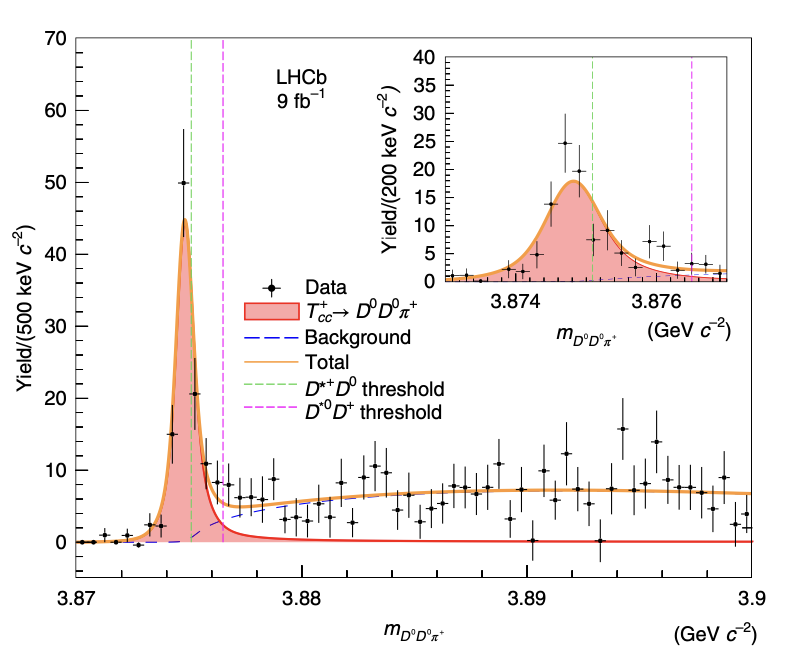 70
60
50
40
30
20
10
0
Yield/(500 keV c⁻²)
3.87
3.88
3.89
3.9
m_{D⁰D⁰π⁺}
(GeV c⁻²)
LHCb
9 fb⁻¹
Data
T⁺_{cc}→ D⁰D⁰π⁺
Background
Total
D*⁺D⁰ threshold
D*⁰D⁺ threshold
40
35
30
25
20
15
10
5
0
Yield/(200 keV c⁻²)
3.874
3.876
m_{D⁰D⁰π⁺}
(GeV c⁻²)